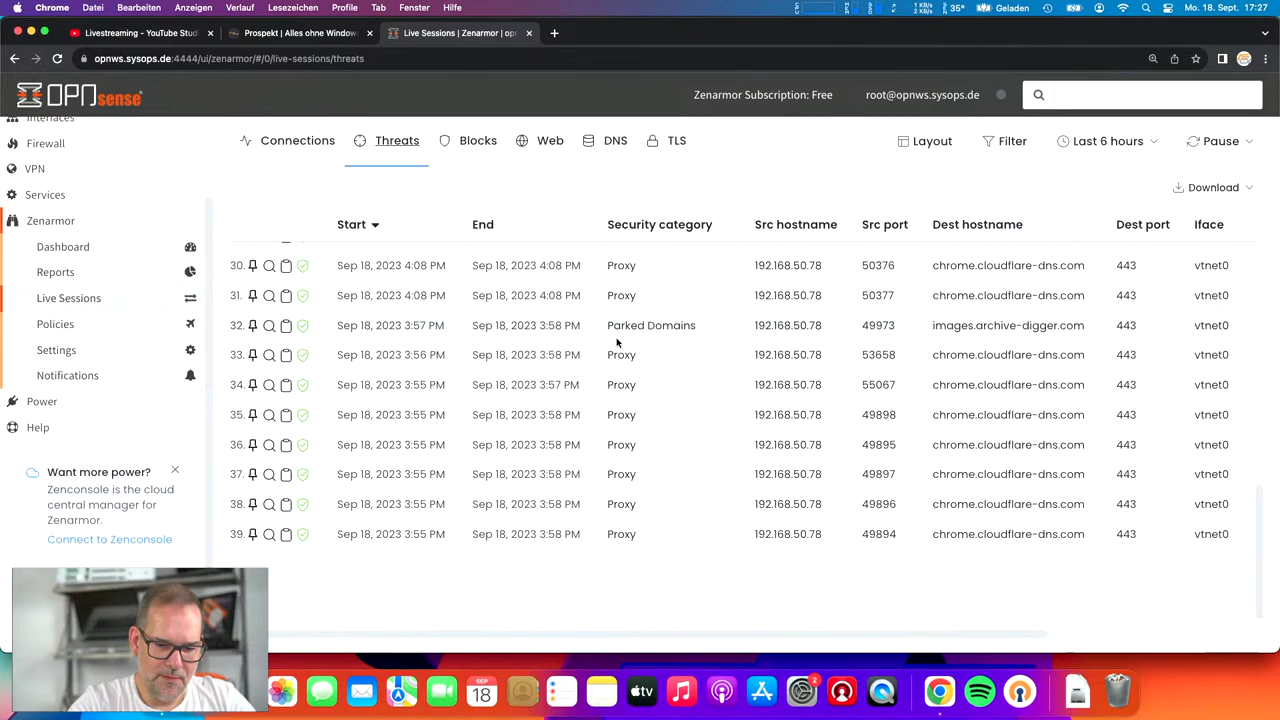 Chrome Datei Bearbeiten Anzeigen Verlauf Lesezeichen Profile Tab Fenster Hilfe 35° Geladen Mo. 18. Sept. 17:27
Livestreaming - YouTube Studi Prospekt | Alles ohne Window Live Sessions | Zenarmor | opn
opnws.sysops.de:4444/ui/zenarmor/#/0/live-sessions/threats
OPNsense Zenarmor Subscription: Free root@opnws.sysops.de
Interfaces
Firewall
VPN
Services
Zenarmor
Dashboard
Reports
Live Sessions
Policies
Settings
Notifications
Power
Help
Want more power?
Zenconsole is the cloud
central manager for
Zenarmor.
Connect to Zenconsole
Connections Threats Blocks Web DNS TLS Layout Filter Last 6 hours Pause
Download
Start End Security category Src hostname Src port Dest hostname Dest port Iface
30. Sep 18, 2023 4:08 PM Sep 18, 2023 4:08 PM Proxy 192.168.50.78 50376 chrome.cloudflare-dns.com 443 vtnet0
31. Sep 18, 2023 4:08 PM Sep 18, 2023 4:08 PM Proxy 192.168.50.78 50377 chrome.cloudflare-dns.com 443 vtnet0
32. Sep 18, 2023 3:57 PM Sep 18, 2023 3:58 PM Parked Domains 192.168.50.78 49973 images.archive-digger.com 443 vtnet0
33. Sep 18, 2023 3:56 PM Sep 18, 2023 3:58 PM Proxy 192.168.50.78 53658 chrome.cloudflare-dns.com 443 vtnet0
34. Sep 18, 2023 3:55 PM Sep 18, 2023 3:57 PM Proxy 192.168.50.78 55067 chrome.cloudflare-dns.com 443 vtnet0
35. Sep 18, 2023 3:55 PM Sep 18, 2023 3:58 PM Proxy 192.168.50.78 49898 chrome.cloudflare-dns.com 443 vtnet0
36. Sep 18, 2023 3:55 PM Sep 18, 2023 3:58 PM Proxy 192.168.50.78 49895 chrome.cloudflare-dns.com 443 vtnet0
37. Sep 18, 2023 3:55 PM Sep 18, 2023 3:58 PM Proxy 192.168.50.78 49897 chrome.cloudflare-dns.com 443 vtnet0
38. Sep 18, 2023 3:55 PM Sep 18, 2023 3:58 PM Proxy 192.168.50.78 49896 chrome.cloudflare-dns.com 443 vtnet0
39. Sep 18, 2023 3:55 PM Sep 18, 2023 3:58 PM Proxy 192.168.50.78 49894 chrome.cloudflare-dns.com 443 vtnet0
SEP
18
tv
2